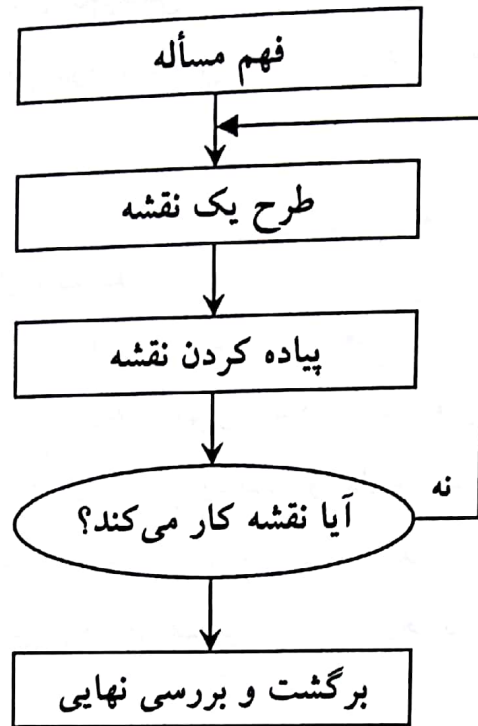 فهم مسأله
طرح یک نقشه
پیاده کردن نقشه
آیا نقشه کار می‌کند؟
نه
برگشت و بررسی نهایی